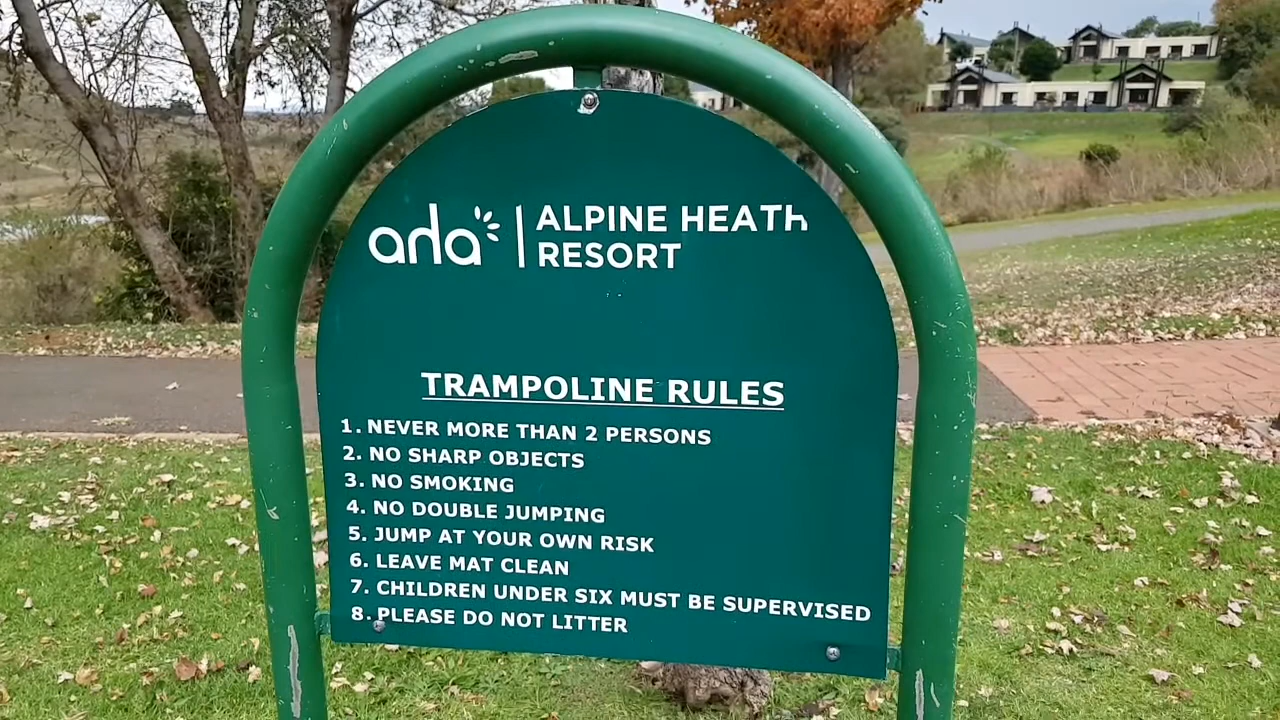 aha
ALPINE HEATH
RESORT
TRAMPOLINE RULES
1. NEVER MORE THAN 2 PERSONS
2. NO SHARP OBJECTS
3. NO SMOKING
4. NO DOUBLE JUMPING
5. JUMP AT YOUR OWN RISK
6. LEAVE MAT CLEAN
7. CHILDREN UNDER SIX MUST BE SUPERVISED
8. PLEASE DO NOT LITTER